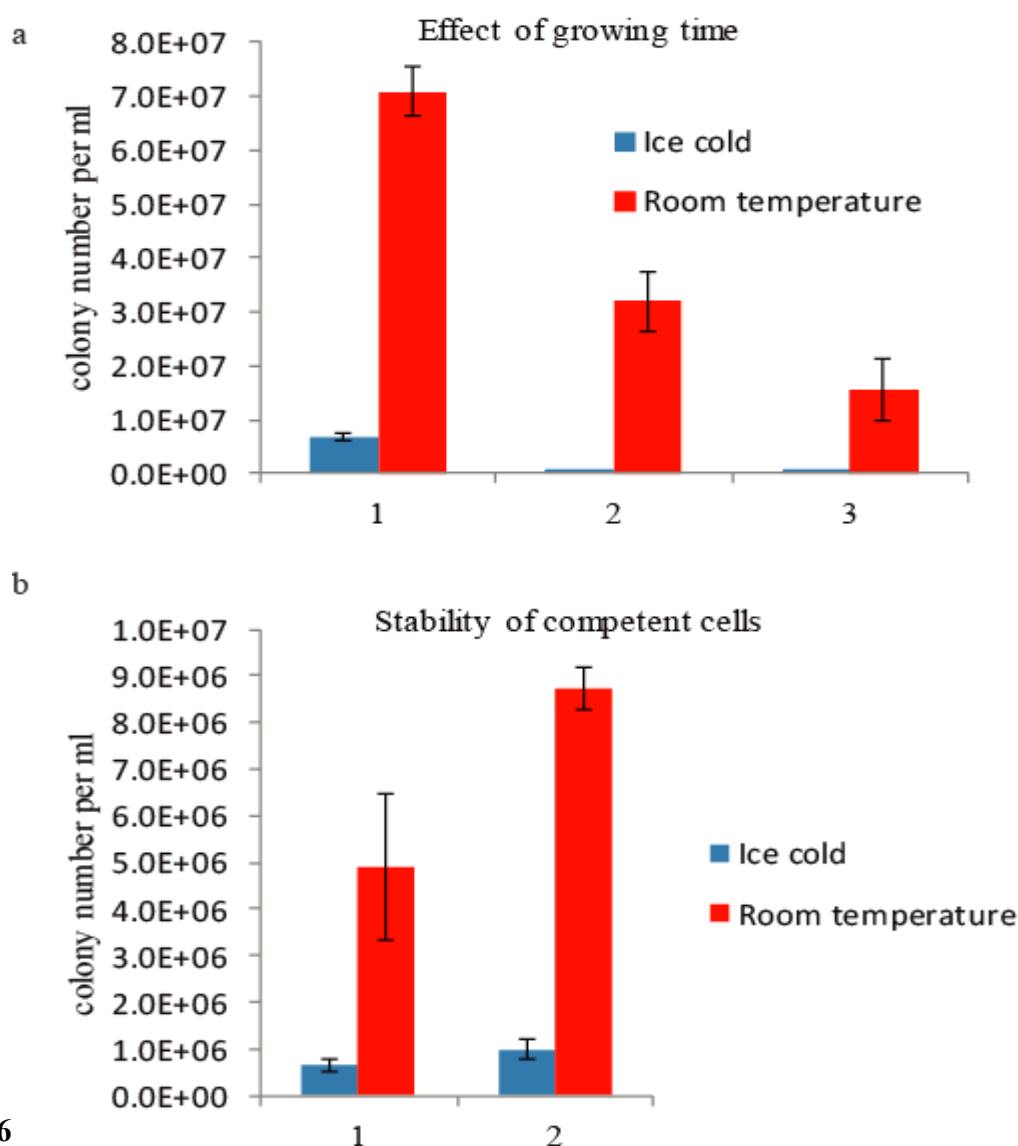 a
Effect of growing time
8.0E+07
7.0E+07
6.0E+07
5.0E+07
4.0E+07
3.0E+07
2.0E+07
1.0E+07
0.0E+00
colony number per ml
Ice cold
Room temperature
1 2 3
b
Stability of competent cells
1.0E+07
9.0E+06
8.0E+06
7.0E+06
6.0E+06
5.0E+06
4.0E+06
3.0E+06
2.0E+06
1.0E+06
0.0E+00
colony number per ml
Ice cold
Room temperature
1 2
6